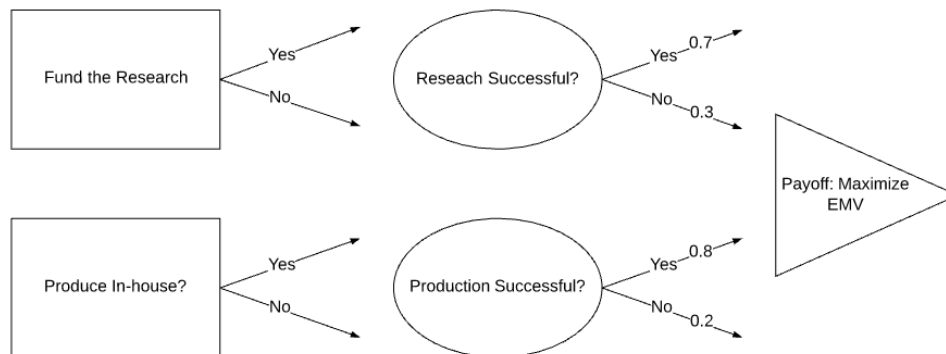 Fund the Research
Yes
No
Reseach Successful?
Yes
0.7
No
0.3
Payoff: Maximize
EMV
Produce In-house?
Yes
No
Production Successful?
Yes
0.8
No
0.2